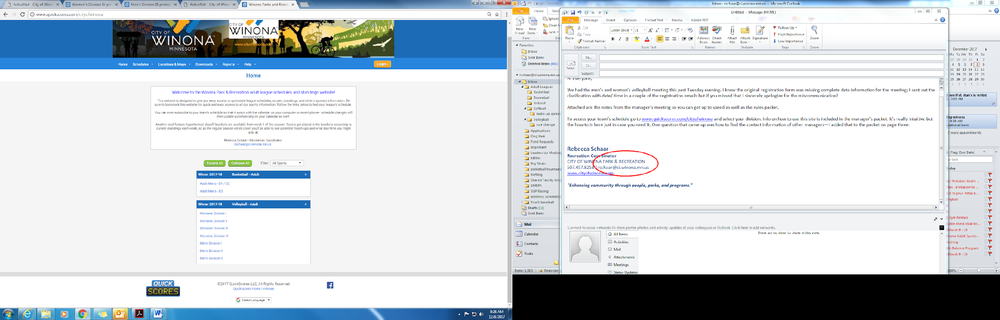 ActiveNet - City of Winon
Women's Division IV prin
Men's Division III printab
ActiveNet - City of Winon
Winona Parks and Recrea
www.quickscores.com/cityofwinona
CITY OF
WINONA
MINNESOTA
CITY OF
WINONA
MINNESOTA
www.cityofwinona.com
Home Schedules Locations & Maps Downloads Reports Help Login ›
Home
Welcome to the Winona Park & Recreation adult league schedules and standings website!
This website is designed to give you easy access to up-to-date league schedules, scores, standings, and other important information. Be
sure to bookmark this website for quick and easy access to all our sports information. Follow the links below to find your league's schedule.
You can even subscribe to your team's schedule so that it syncs with the calendar on your computer or smart phone-- schedule changes will
then update automatically on your calendar as well!
Another cool feature: hypothetical playoff brackets are available from week 1 of the season. Teams get placed in the brackets according to
current standings each week, so as the regular season winds down you'll be able to see potential match-ups and what day/time you might
play at.
Rebecca Schaar - Recreation Coordinator
rschaar@ci.winona.mn.us
Expand All Collapse All Filter: All Sports
Winter 2017-18 Basketball - Adult
Adult Men's - D1 / D2
Adult Men's - D3
Winter 2017-18 Volleyball - Adult
Womens Division I
Womens Division II
Womens Division III
Womens Division IV
Men's Division I
Men's Division II
Men's Division III
QUICK
SCORES
©2017 QuickScores LLC, All Rights Reserved
QuickScores Home | Policies
Select Language
9:26 AM
12/8/2017
Inbox - rschaar@ci.winona.mn.us - Microsoft Outlook
File Home Send
New
E-mail
New
Items
Ignore
Clean U
Junk
New
De
Favorites
Inbox
Sent Items
Deleted Items (481)
rschaar@ci.winona.mn.us
Inbox
Adult Leagues
Basketball
Broomball
Kickball
Softball
make-up game
Volleyball
rule change
Applications
Dog Park
Field Requests
Important
Leadership Meetin
MRPA
Pay Stubs
pickleball tournam
Reffing
Shared Facility Gro
SMRPA
SUP Racing
wellness committe
Youth baseball
Drafts [11]
Sent Items
Mail
Calendar
Contacts
Tasks
Items: 1,863 Reminder
Untitled - Message (HTML)
File Message Insert Options Format Text Review Adobe PDF
Paste
Cut
Copy
Format Painter
Clipboard
Calibri (Body 11
B I U A
Basic Text
Address
Book
Check
Names
Names
Attach
File
Attach
Item
Signature
Include
Follow Up
High Importance
Low Importance
Tags
Zoom
Zoom
Send
To...
Cc...
Subject:
Hi Everyone,
We had the men's and women's volleyball meeting this past Tuesday evening. I know the original registration form was missing complete date information for the meeting; I sent out the
clarification with date/ time in a couple of the registration emails but if you missed that I sincerely apologize for the miscommunication!
Attached are the notes from the manager's meeting so you can get up to speed as well as the rules packet.
To access your team's schedule go to www.quickscores.com/cityofwinona and select your division. Info on how to use this site is included in the manager's packet. It's really intuitive but
the how-to is here just in case you need it. One question that came up was how to find the contact information of other managers—I added that to the packet on page three.
Rebecca Schaar
Recreation Coordinator
CITY OF WINONA PARK & RECREATION
507.457.8258 | rschaar@ci.winona.mn.us
www.cityofwinona.com
"Enhancing community through people, parks, and programs."
Connect to social networks to show profile photos and activity updates of your colleagues in Outlook. Click here to add networks.
All Items
Activities
Mail
Attachments
Meetings
Status Updates
There are no items to show in this view.
December 2017
Mo Tu We Th Fr Sa
27 28 29 30 1 2
4 5 6 7 8 9
11 12 13 14 15 16
18 19 20 21 22 23
25 26 27 28 29 30
1 2 3 4 5 6
see if st. stan's is rented
2:00 PM
ng winona
9:30 AM
national bank
more appointments
Flag: Due Date
w task
day
/ WinStars Youth ...
Rec - Invitation to ...
d to your initial e...
eyball
Gym Rentals
uble check vball br...
March 9 - 10
nona Adult Sports...
esting
th Balance Program
March 9 - 10
100%